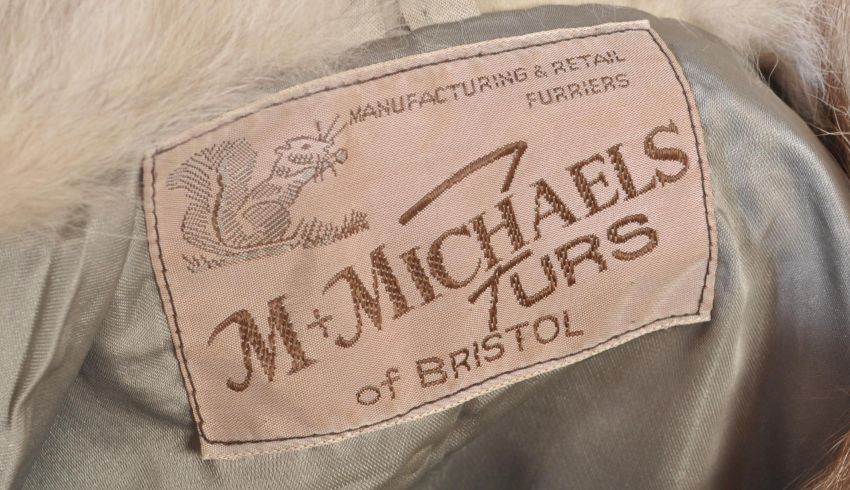 MANUFACTURING & RETAIL
FURRIERS
M + MICHAELS
FURS
of BRISTOL